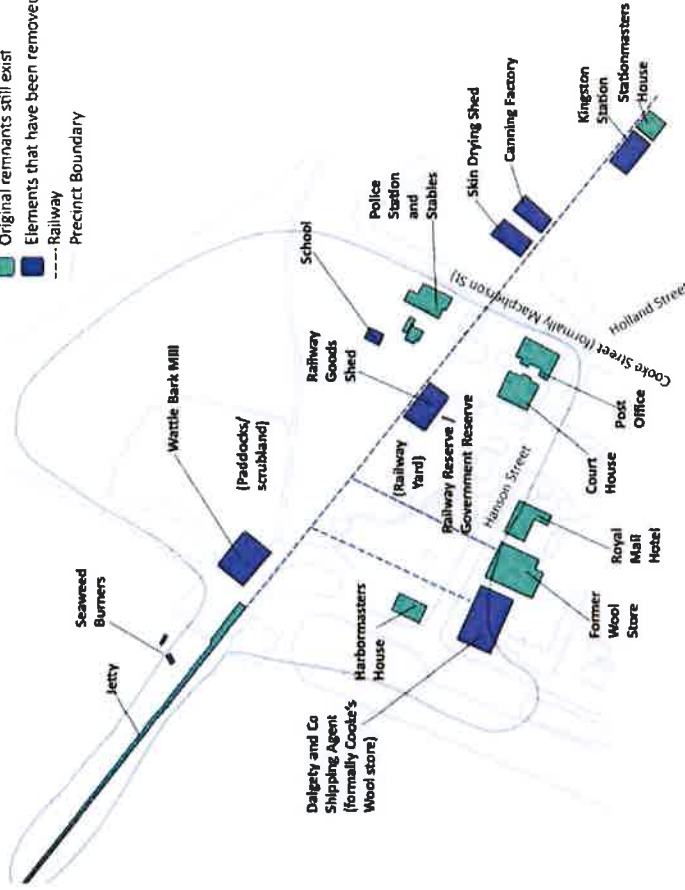 Original remnants still exist
Elements that have been removed
Railway
Precinct Boundary
Seaweed
Burners
Jetty
Wattle Bark Mill
(Paddocks/
scrubland)
School
Railway
Goods
Shed
Police
Station
and
Stables
Skin Drying Shed
Canning Factory
Kingston
Station
Stationmasters
House
Cooke Street (formally Macpherson St)
Holland Street
(Railway
Yard)
Railway Reserve /
Government Reserve
Hanson Street
Harbormasters
House
Dalgety and Co
Shipping Agent
(formally Cooke's
Wool store)
Former
Wool
Store
Royal
Mail
Hotel
Court
House
Post
Office